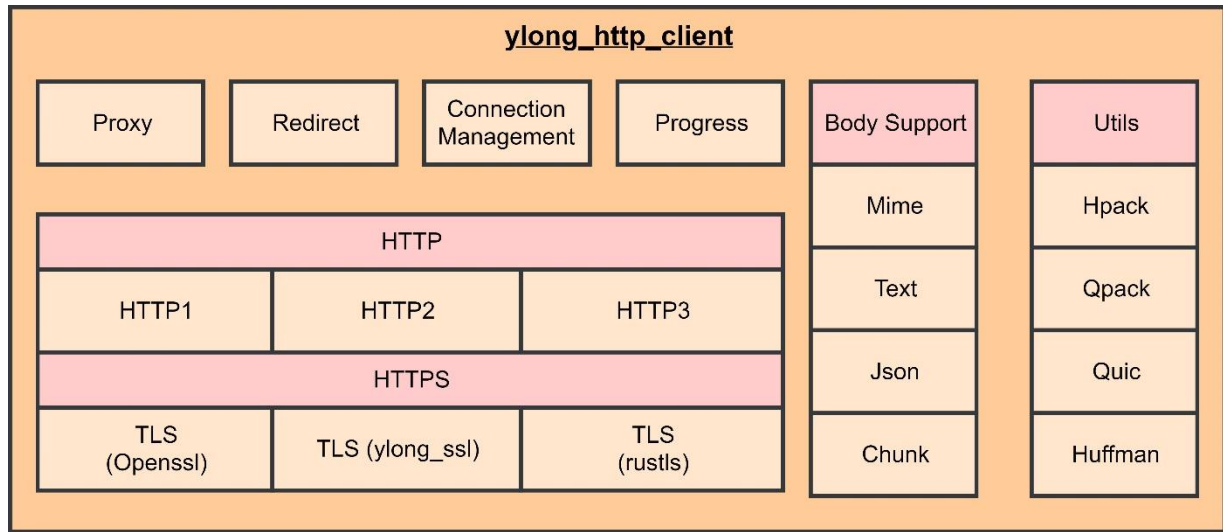 ylong_http_client
Proxy
Redirect
Connection
Management
Progress
Body Support
Utils
Mime
Hpack
HTTP
HTTP1
HTTP2
HTTP3
Text
Qpack
HTTPS
Json
Quic
TLS
(Openssl)
TLS (ylong_ssl)
TLS
(rustls)
Chunk
Huffman